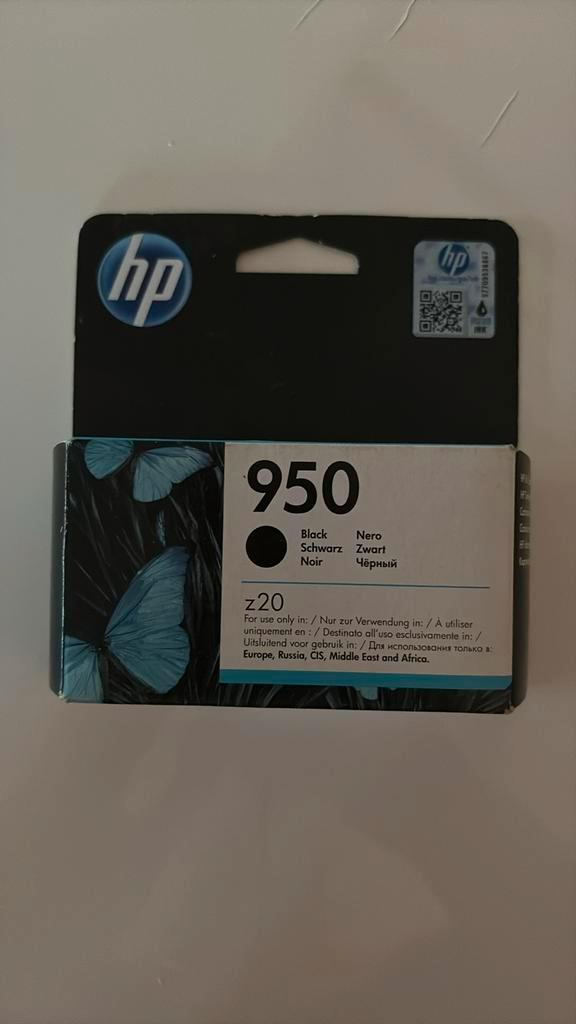 hp
hp
950
Black Nero
Schwarz Zwart
Noir Чёрный
z20
For use only in: / Nur zur Verwendung in: / À utiliser
uniquement en : / Destinato all'uso esclusivamente in: /
Uitsluitend voor gebruik in: / Для использования только в:
Europe, Russia, CIS, Middle East and Africa.